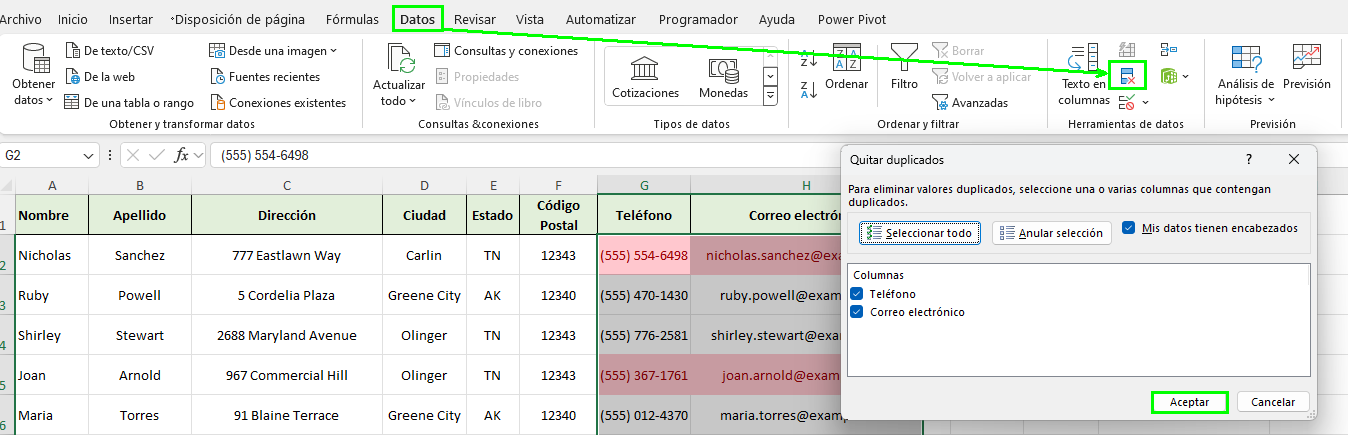 Archivo Inicio Insertar Disposición de página Fórmulas Datos Revisar Vista Automatizar Programador Ayuda Power Pivot
Obtener datos
De texto/CSV
De la web
De una tabla o rango
Desde una imagen
Fuentes recientes
Conexiones existentes
Obtener y transformar datos
Actualizar todo
Consultas y conexiones
Propiedades
Vínculos de libro
Consultas &conexiones
Cotizaciones
Monedas
Tipos de datos
Ordenar
Filtro
Borrar
Volver a aplicar
Avanzadas
Ordenar y filtrar
Texto en columnas
Herramientas de datos
Análisis de hipótesis
Previsión
Previsión
G2 fx (555) 554-6498
A B C D E F G H
1 Nombre Apellido Dirección Ciudad Estado Código Postal Teléfono Correo electrón
2 Nicholas Sanchez 777 Eastlawn Way Carlin TN 12343 (555) 554-6498 nicholas.sanchez@exa
3 Ruby Powell 5 Cordelia Plaza Greene City AK 12340 (555) 470-1430 ruby.powell@examp
4 Shirley Stewart 2688 Maryland Avenue Olinger TN 12343 (555) 776-2581 shirley.stewart@exam
5 Joan Arnold 967 Commercial Hill Olinger TN 12343 (555) 367-1761 joan.arnold@examp
6 Maria Torres 91 Blaine Terrace Greene City AK 12340 (555) 012-4370 maria.torres@examp
Quitar duplicados ?
Para eliminar valores duplicados, seleccione una o varias columnas que contengan
duplicados.
Seleccionar todo Anular selección Mis datos tienen encabezados
Columnas
Teléfono
Correo electrónico
Aceptar Cancelar